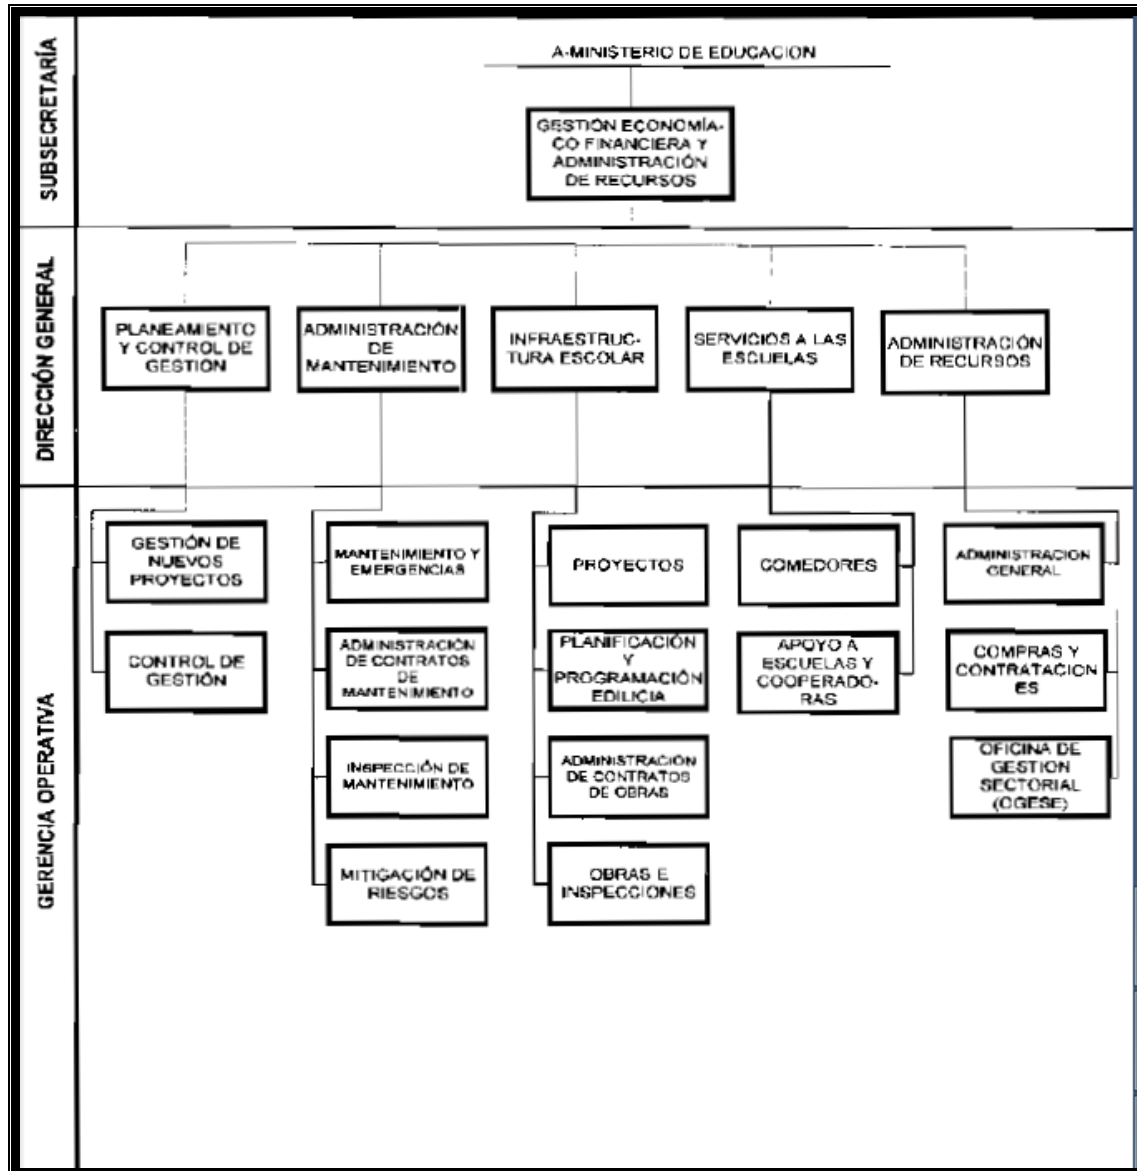 SUBSECRETARÍA
A-MINISTERIO DE EDUCACION
GESTIÓN ECONOMÍA-
CO FINANCIERA Y
ADMINISTRACIÓN
DE RECURSOS
DIRECCIÓN GENERAL
PLANEAMIENTO
Y CONTROL DE
GESTION
ADMINISTRACIÓN
DE
MANTENIMIENTO
INFRAESTRUC-
TURA ESCOLAR
SERVICIOS A LAS
ESCUELAS
ADMINISTRACIÓN
DE RECURSOS
GERENCIA OPERATIVA
GESTIÓN DE
NUEVOS
PROYECTOS
CONTROL DE
GESTIÓN
MANTENIMIENTO Y
EMERGENCIAS
ADMINISTRACIÓN
DE CONTRATOS
DE
MANTENIMIENTO
INSPECCIÓN DE
MANTENIMIENTO
MITIGACIÓN DE
RIESGOS
PROYECTOS
PLANIFICACIÓN
Y
PROGRAMACIÓN
EDILICIA
ADMINISTRACIÓN
DE CONTRATOS
DE OBRAS
OBRAS E
INSPECCIONES
COMEDORES
APOYO A
ESCUELAS Y
COOPERADO-
RAS
ADMINISTRACION
GENERAL
COMPRAS Y
CONTRATACION
ES
OFICINA DE
GESTION
SECTORIAL
(OGESE)